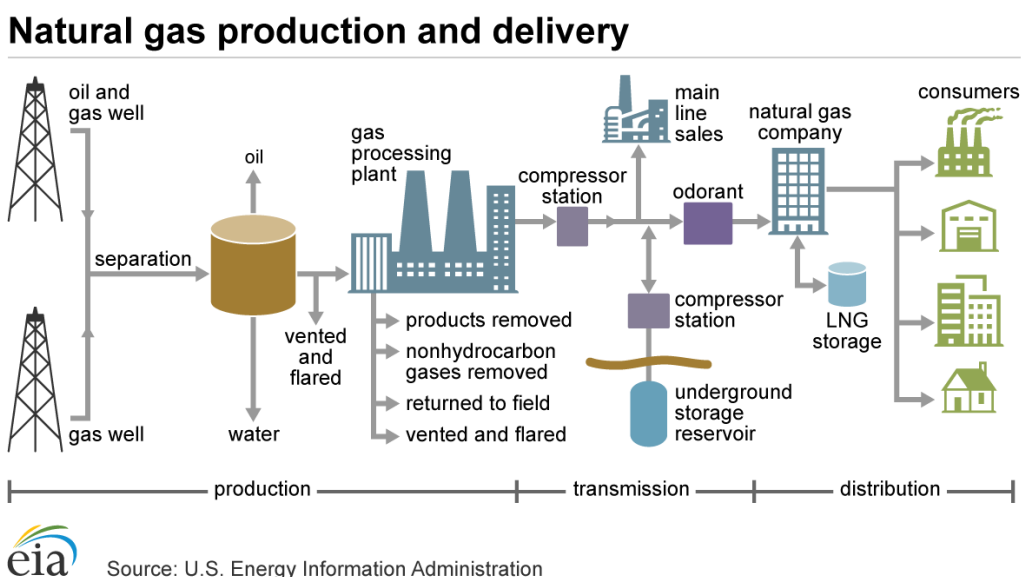 Natural gas production and delivery
oil and
gas well
separation
gas well
oil
water
vented
and
flared
gas
processing
plant
products removed
nonhydrocarbon
gases removed
returned to field
vented and flared
compressor
station
main
line
sales
odorant
compressor
station
underground
storage
reservoir
natural gas
company
LNG
storage
consumers
production
transmission
distribution
eia
Source: U.S. Energy Information Administration